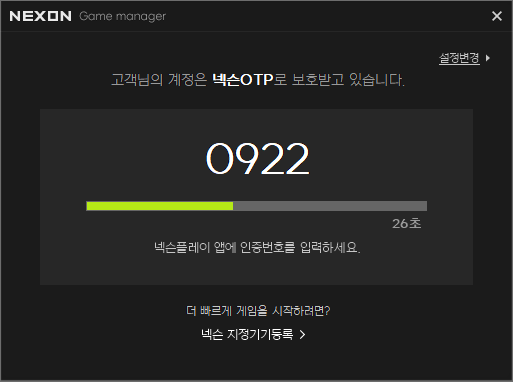 NEXON Game manager
설정변경
고객님의 계정은 넥슨OTP로 보호받고 있습니다.
0922
26초
넥슨플레이 앱에 인증번호를 입력하세요.
더 빠르게 게임을 시작하려면?
넥슨 지정기기등록 >